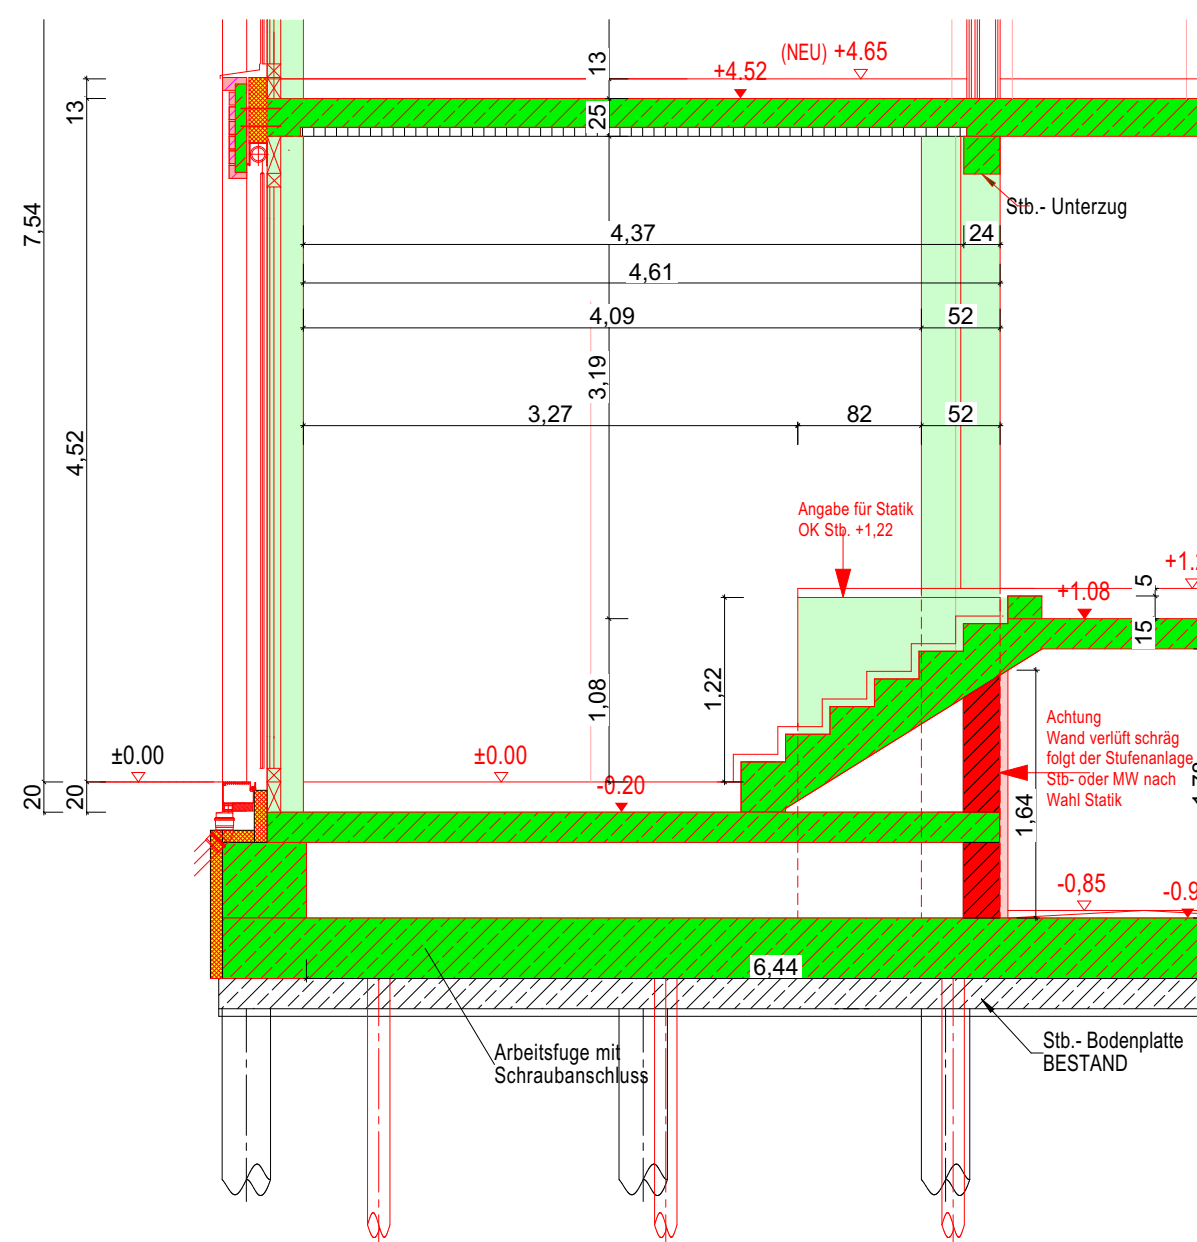 (NEU) +4.65
+4.52
13
13
25
Stb.- Unterzug
7,54
4,37
24
4,61
4,09
52
3,19
3,27
82
52
4,52
Angabe für Statik
OK Stb. +1,22
+1.08
5
15
1,22
1,08
±0.00
±0.00
-0.20
20
20
Achtung
Wand verlüft schräg
folgt der Stufenanlage
Stb- oder MW nach
Wahl Statik
1,64
-0,85
6,44
Arbeitsfuge mit
Schraubanschluss
Stb.- Bodenplatte
BESTAND